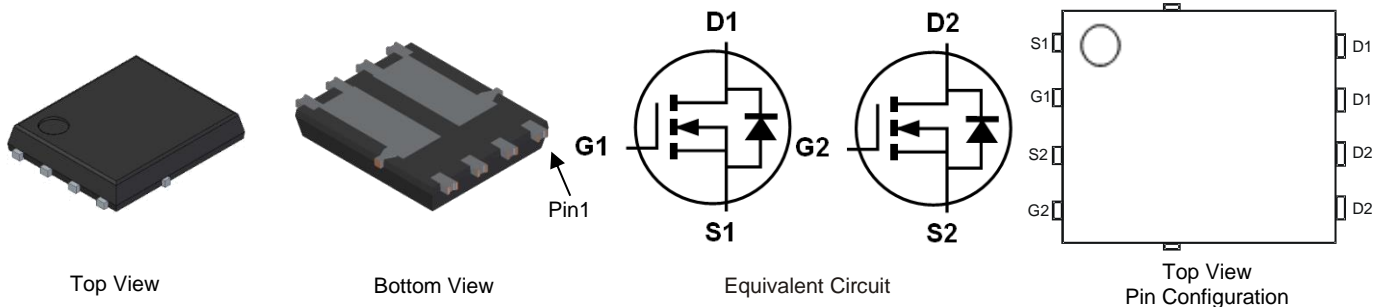 Top View
Pin1
Bottom View
D1
G1
S1
D2
G2
S2
Equivalent Circuit
S1
G1
S2
G2
D1
D1
D2
D2
Top View
Pin Configuration